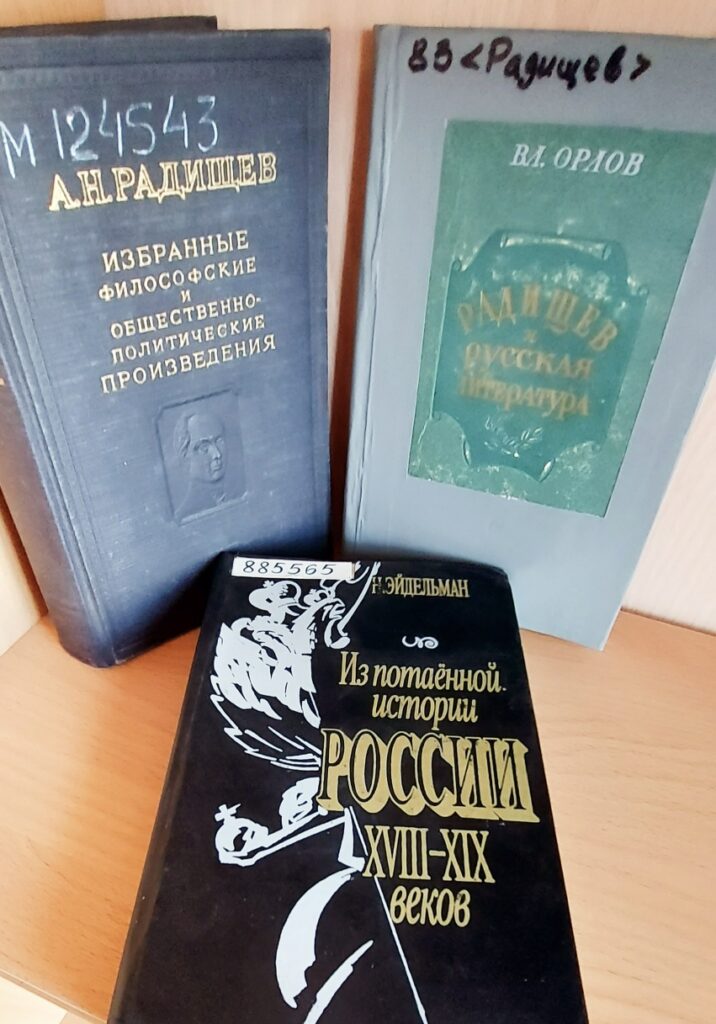 М 124543
А.Н.РАДИЩЕВ
ИЗБРАННЫЕ
ФИЛОСОФСКИЕ
И
ОБЩЕСТВЕННО-
ПОЛИТИЧЕСКИЕ
ПРОИЗВЕДЕНИЯ
83 <Радищев>
ВЛ. ОРЛОВ
РАДИЩЕВ
и
РУССКАЯ
ЛИТЕРАТУРА
885565
Н.ЭЙДЕЛЬМАН
Из потаённой
истории
РОССИИ
XVIII–XIX
веков